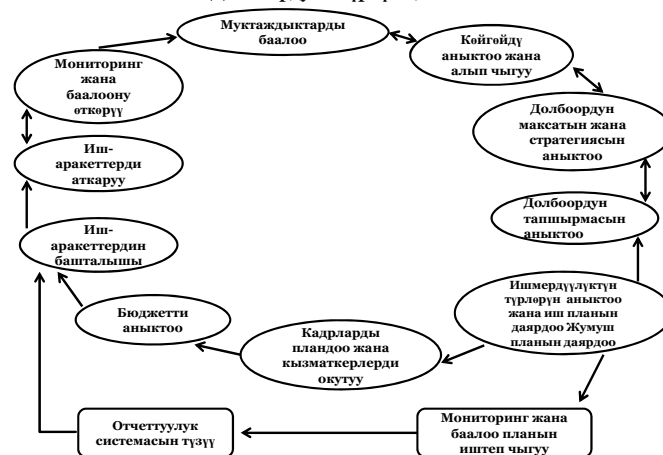 Муктаждыктарды
баалоо
Көйгөйдү
аныктоо жана
алып чыгуу
Долбоордун
максатын жана
стратегиясын
аныктоо
Долбоордун
тапшырмасын
аныктоо
Ишмердүүлүктүн
түрлөрүн аныктоо
жана иш планын
даярдоо Жумуш
планын даярдоо
Кадрларды
пландоо жана
кызматкерлерди
окутуу
Бюджетти
аныктоо
Иш-
аракеттердин
башталышы
Иш-
аракеттерди
аткаруу
Мониторинг
жана
баалоону
өткөрүү
Мониторинг жана
баалоо планын
иштеп чыгуу
Отчеттуулук
системасын түзүү